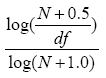 log(N + 0.5
df)
log(N + 1.0)